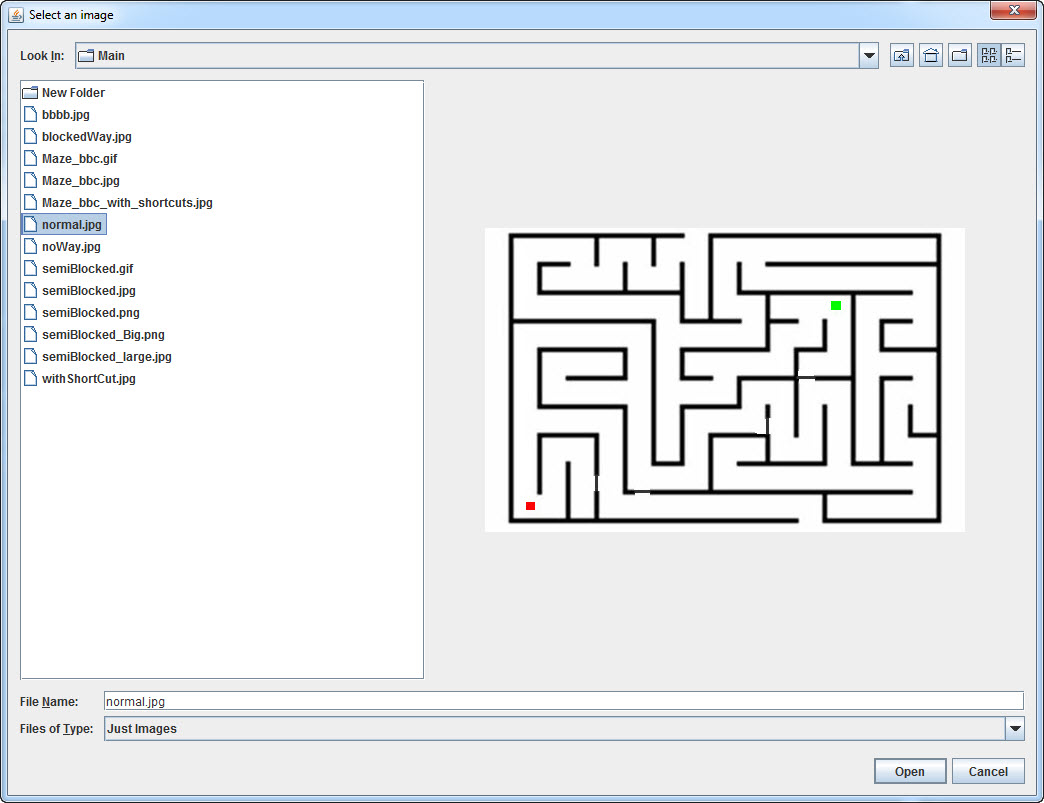 Select an image
Look In: Main
New Folder
bbbb.jpg
blockedWay.jpg
Maze_bbc.gif
Maze_bbc.jpg
Maze_bbc_with_shortcuts.jpg
normal.jpg
noWay.jpg
semiBlocked.gif
semiBlocked.jpg
semiBlocked.png
semiBlocked_Big.png
semiBlocked_large.jpg
withShortCut.jpg
File Name: normal.jpg
Files of Type: Just Images
Open Cancel